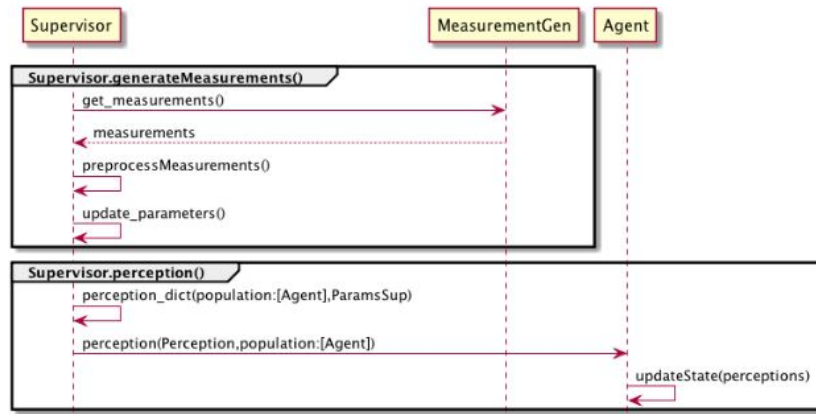 Supervisor MeasurementGen Agent
Supervisor.generateMeasurements()
get_measurements()
measurements
preprocessMeasurements()
update_parameters()
Supervisor.perception()
perception_dict(population:[Agent],ParamsSup)
perception(Perception,population:[Agent])
updateState(perceptions)